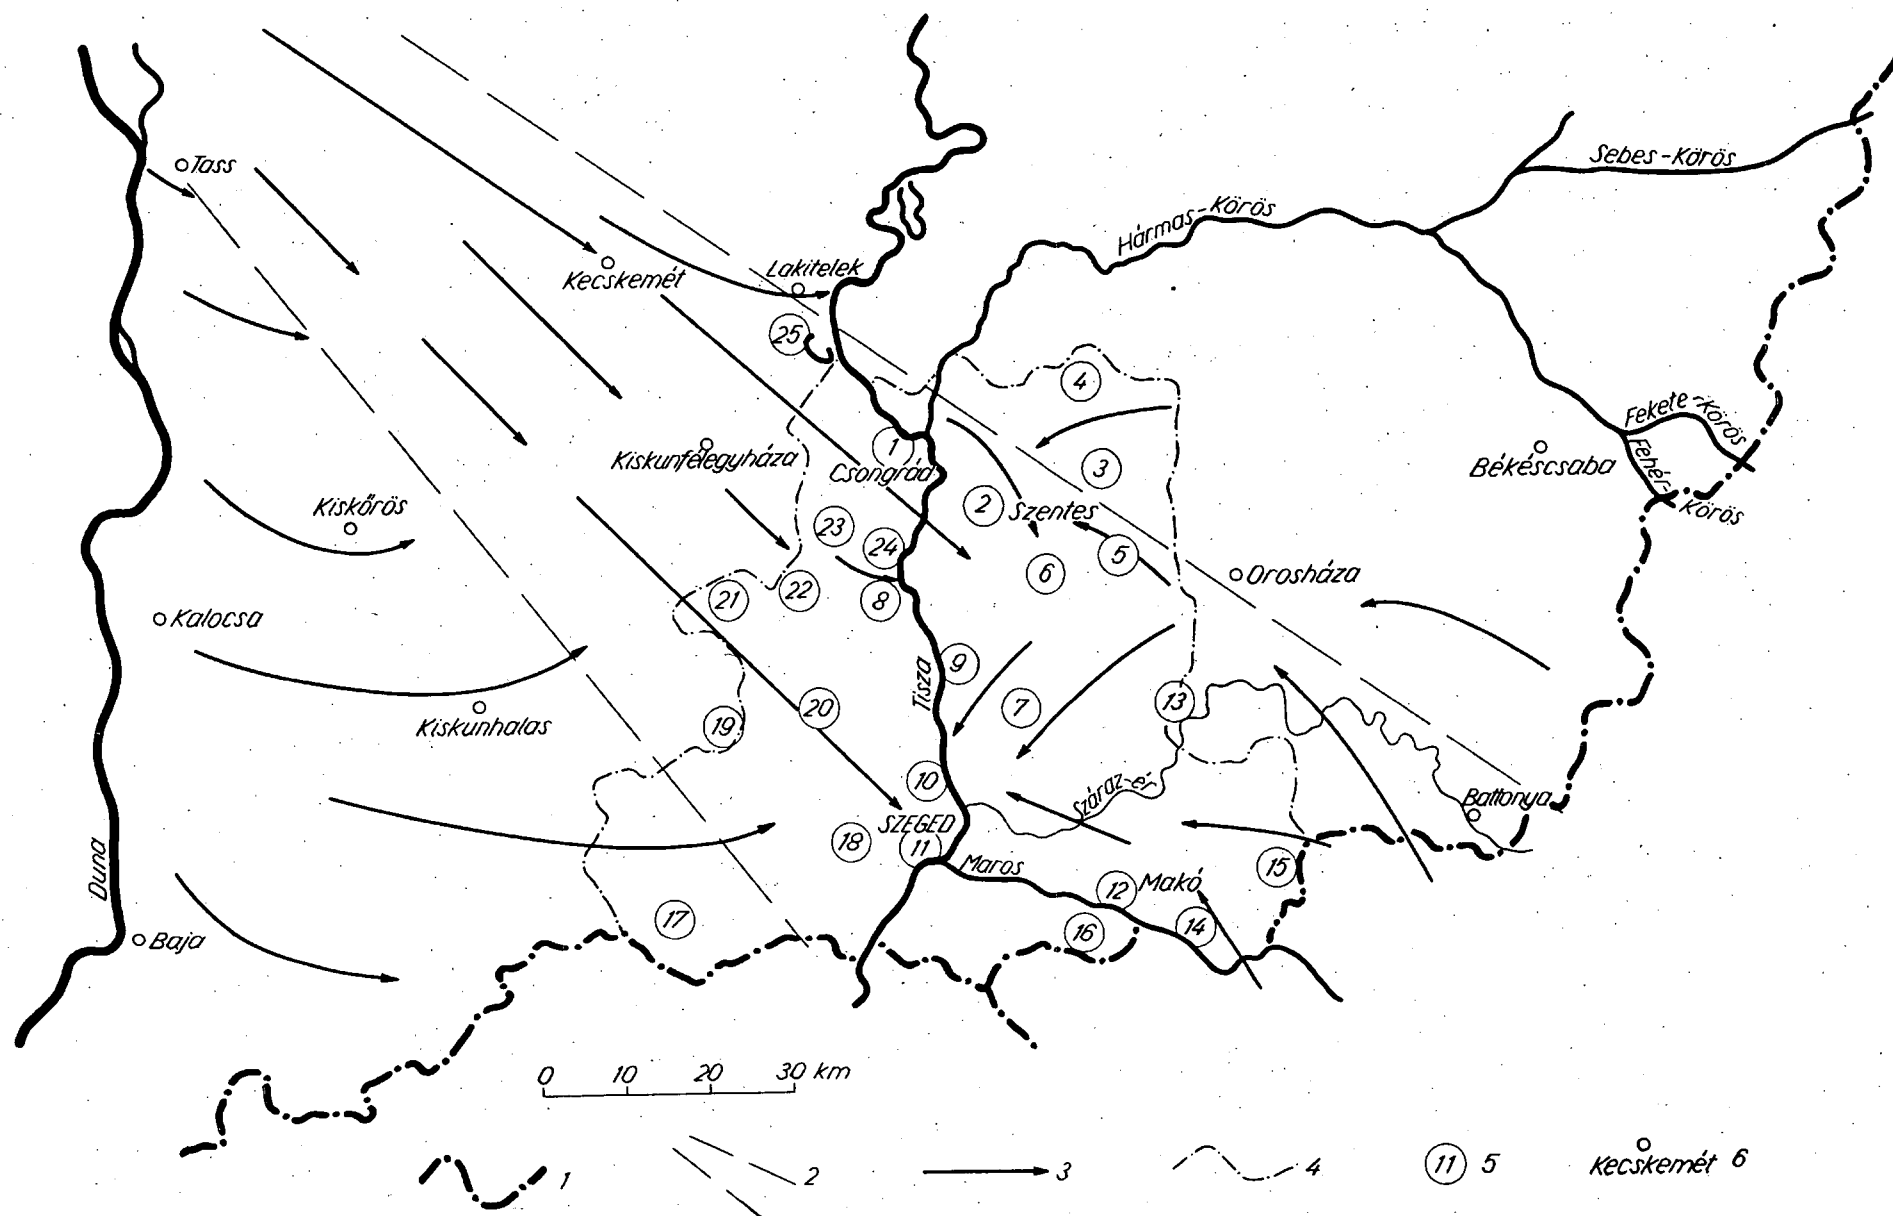 Tass
Sebes-Körös
Hármas-Körös
Kecskemét
Lakitelek
25
4
Fekete-Körös
Fehér-
Körös
Kiskunfélegyháza
1
Csongrád
3
Békéscsaba
Kiskőrös
23
2
Szentes
24
5
6
Orosháza
21
22
8
Kalocsa
Tisza
9
7
13
20
19
Kiskunhalas
10
Száraz-ér
Battonya
SZEGED
18
11
Maros
15
12
Makó
14
16
17
Duna
Baja
0 10 20 30 km
1
2
3
4
11 5
Kecskemét 6